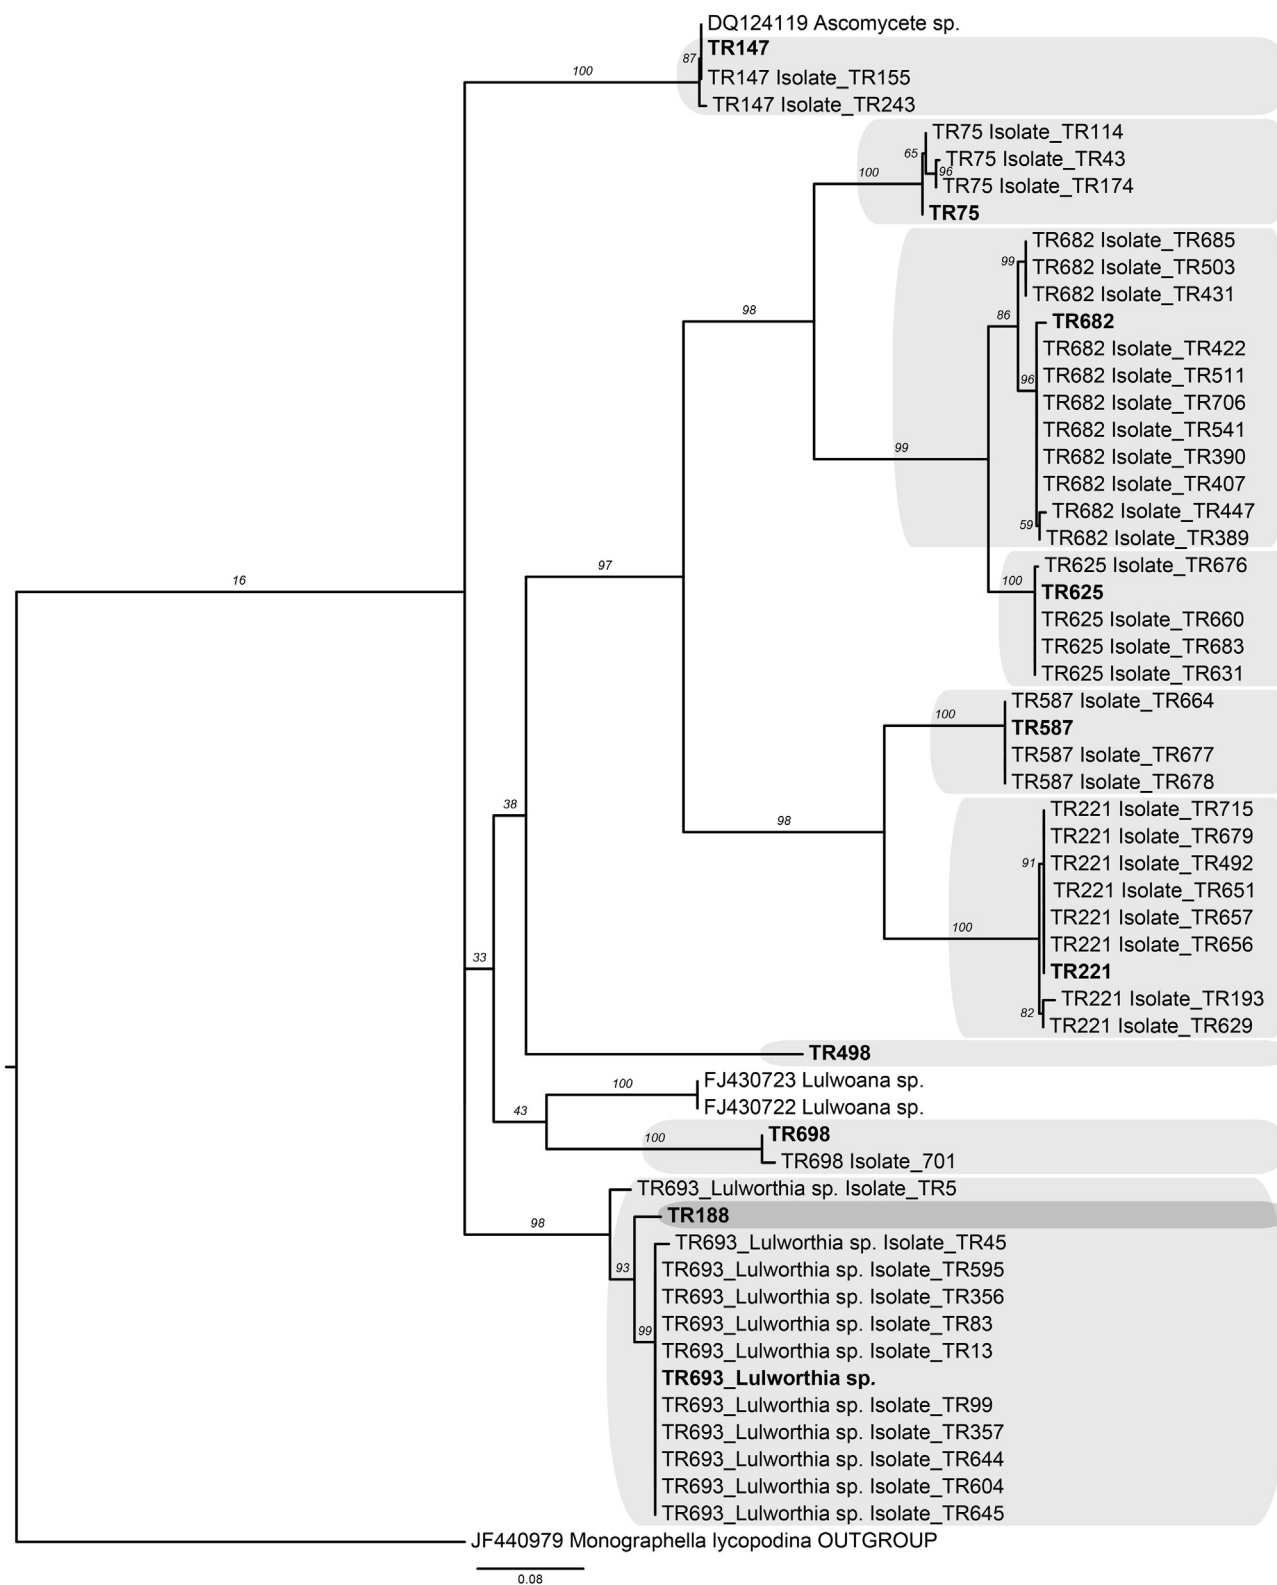 DQ124119 Ascomycete sp.
TR147
87
100
TR147 Isolate_TR155
TR147 Isolate_TR243
TR75 Isolate_TR114
65
TR75 Isolate_TR43
100
96
TR75 Isolate_TR174
TR75
TR682 Isolate_TR685
99
TR682 Isolate_TR503
TR682 Isolate_TR431
98
86
TR682
TR682 Isolate_TR422
96
TR682 Isolate_TR511
TR682 Isolate_TR706
TR682 Isolate_TR541
99
TR682 Isolate_TR390
TR682 Isolate_TR407
TR682 Isolate_TR447
59
TR682 Isolate_TR389
97
TR625 Isolate_TR676
16
100
TR625
TR625 Isolate_TR660
TR625 Isolate_TR683
TR625 Isolate_TR631
TR587 Isolate_TR664
100
TR587
TR587 Isolate_TR677
TR587 Isolate_TR678
38
TR221 Isolate_TR715
98
TR221 Isolate_TR679
91
TR221 Isolate_TR492
TR221 Isolate_TR651
TR221 Isolate_TR657
100
TR221 Isolate_TR656
33
TR221
TR221 Isolate_TR193
82
TR221 Isolate_TR629
TR498
100
FJ430723 Lulwoana sp.
FJ430722 Lulwoana sp.
43
100
TR698
TR698 Isolate_701
TR693_Lulworthia sp. Isolate_TR5
98
TR188
TR693_Lulworthia sp. Isolate_TR45
93
TR693_Lulworthia sp. Isolate_TR595
TR693_Lulworthia sp. Isolate_TR356
TR693_Lulworthia sp. Isolate_TR83
99
TR693_Lulworthia sp. Isolate_TR13
TR693_Lulworthia sp.
TR693_Lulworthia sp. Isolate_TR99
TR693_Lulworthia sp. Isolate_TR357
TR693_Lulworthia sp. Isolate_TR644
TR693_Lulworthia sp. Isolate_TR604
TR693_Lulworthia sp. Isolate_TR645
JF440979 Monographella lycopodina OUTGROUP
0.08